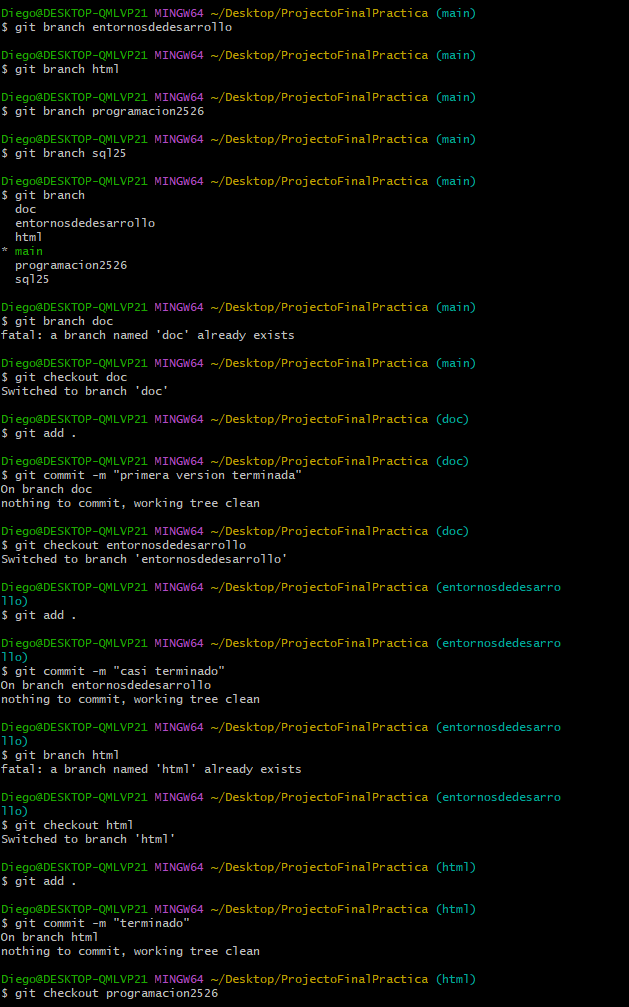 Diego@DESKTOP-QMLVP21 MINGW64 ~/Desktop/ProjectoFinalPractica (main)
$ git branch entornosdedesarrollo
Diego@DESKTOP-QMLVP21 MINGW64 ~/Desktop/ProjectoFinalPractica (main)
$ git branch html
Diego@DESKTOP-QMLVP21 MINGW64 ~/Desktop/ProjectoFinalPractica (main)
$ git branch programacion2526
Diego@DESKTOP-QMLVP21 MINGW64 ~/Desktop/ProjectoFinalPractica (main)
$ git branch sql25
Diego@DESKTOP-QMLVP21 MINGW64 ~/Desktop/ProjectoFinalPractica (main)
$ git branch
  doc
  entornosdedesarrollo
  html
* main
  programacion2526
  sql25
Diego@DESKTOP-QMLVP21 MINGW64 ~/Desktop/ProjectoFinalPractica (main)
$ git branch doc
fatal: a branch named 'doc' already exists
Diego@DESKTOP-QMLVP21 MINGW64 ~/Desktop/ProjectoFinalPractica (main)
$ git checkout doc
Switched to branch 'doc'
Diego@DESKTOP-QMLVP21 MINGW64 ~/Desktop/ProjectoFinalPractica (doc)
$ git add .
Diego@DESKTOP-QMLVP21 MINGW64 ~/Desktop/ProjectoFinalPractica (doc)
$ git commit -m "primera version terminada"
On branch doc
nothing to commit, working tree clean
Diego@DESKTOP-QMLVP21 MINGW64 ~/Desktop/ProjectoFinalPractica (doc)
$ git checkout entornosdedesarrollo
Switched to branch 'entornosdedesarrollo'
Diego@DESKTOP-QMLVP21 MINGW64 ~/Desktop/ProjectoFinalPractica (entornosdedesarro
llo)
$ git add .
Diego@DESKTOP-QMLVP21 MINGW64 ~/Desktop/ProjectoFinalPractica (entornosdedesarro
llo)
$ git commit -m "casi terminado"
On branch entornosdedesarrollo
nothing to commit, working tree clean
Diego@DESKTOP-QMLVP21 MINGW64 ~/Desktop/ProjectoFinalPractica (entornosdedesarro
llo)
$ git branch html
fatal: a branch named 'html' already exists
Diego@DESKTOP-QMLVP21 MINGW64 ~/Desktop/ProjectoFinalPractica (entornosdedesarro
llo)
$ git checkout html
Switched to branch 'html'
Diego@DESKTOP-QMLVP21 MINGW64 ~/Desktop/ProjectoFinalPractica (html)
$ git add .
Diego@DESKTOP-QMLVP21 MINGW64 ~/Desktop/ProjectoFinalPractica (html)
$ git commit -m "terminado"
On branch html
nothing to commit, working tree clean
Diego@DESKTOP-QMLVP21 MINGW64 ~/Desktop/ProjectoFinalPractica (html)
$ git checkout programacion2526